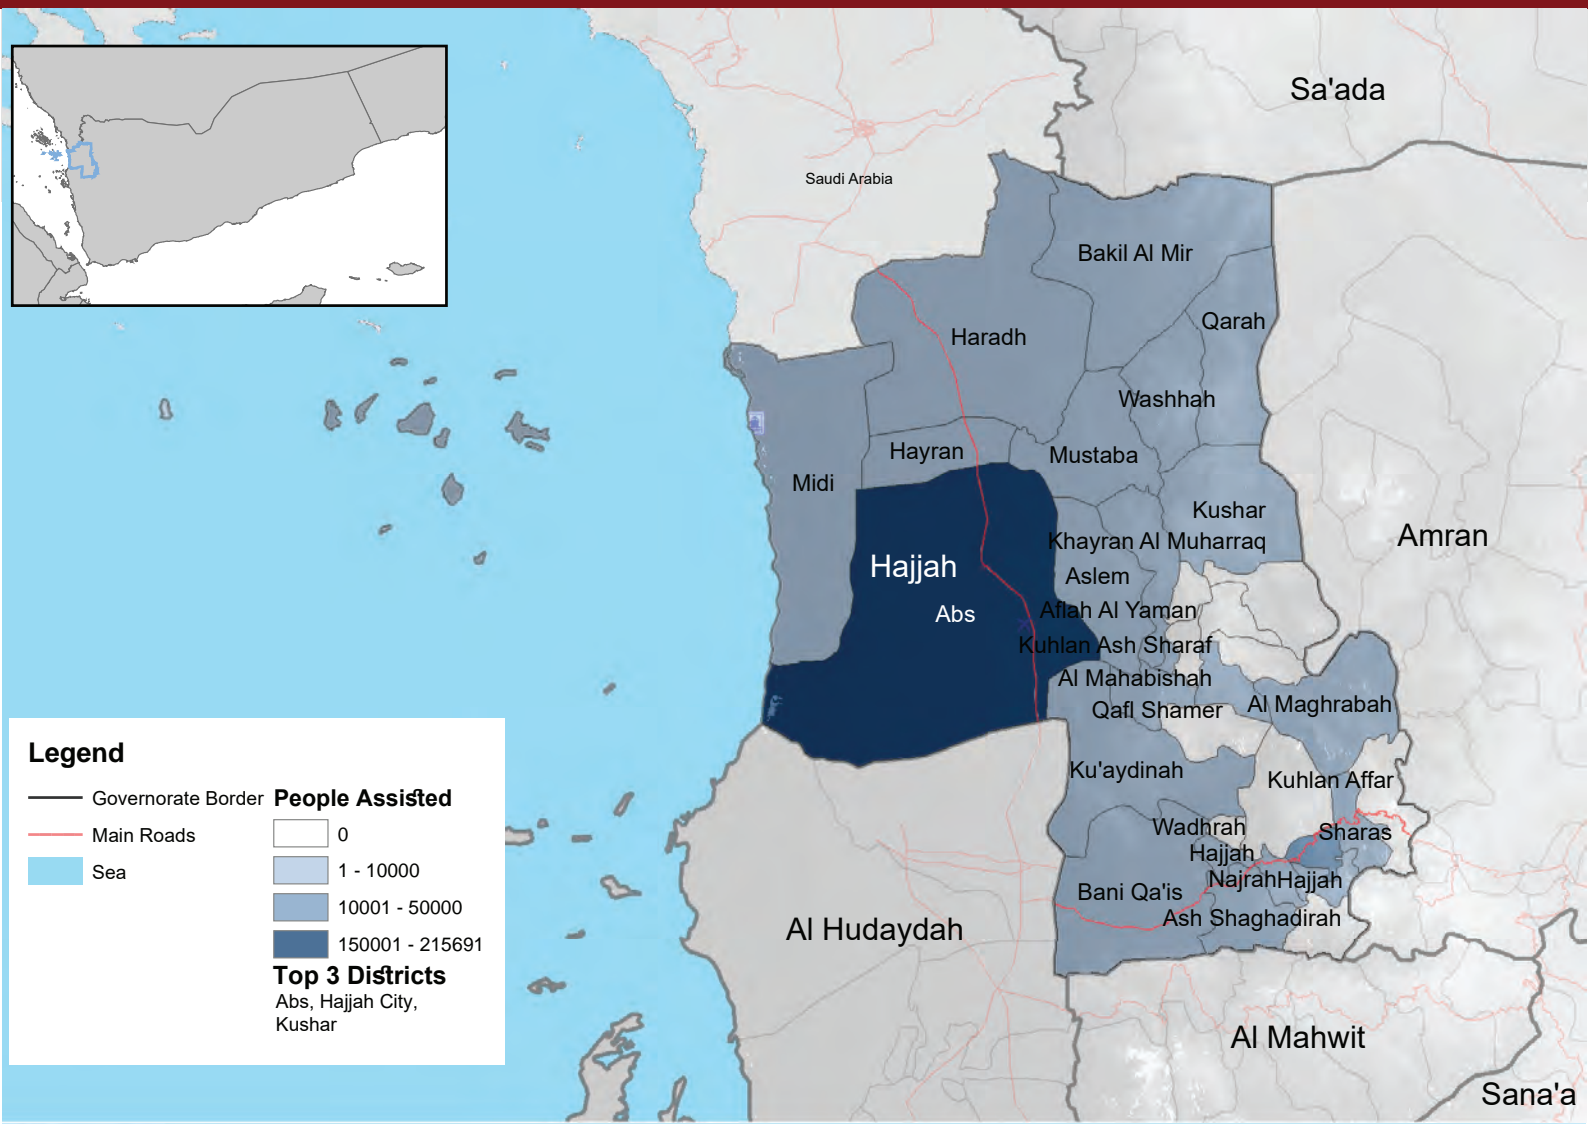 Sa'ada
Saudi Arabia
Bakil Al Mir
Qarah
Haradh
Washhah
Hayran
Mustaba
Midi
Kushar
Amran
Khayran Al Muharraq
Hajjah
Aslem
Abs
Aflah Al Yaman
Kuhlan Ash Sharaf
Al Mahabishah
Qafl Shamer
Al Maghrabah
Ku'aydinah
Kuhlan Affar
Wadhrah
Sharas
Hajjah
Najrah
Hajjah
Bani Qa'is
Ash Shaghadirah
Al Hudaydah
Al Mahwit
Sana'a
Legend
Governorate Border
Main Roads
Sea
People Assisted
0
1 - 10000
10001 - 50000
150001 - 215691
Top 3 Districts
Abs, Hajjah City,
Kushar